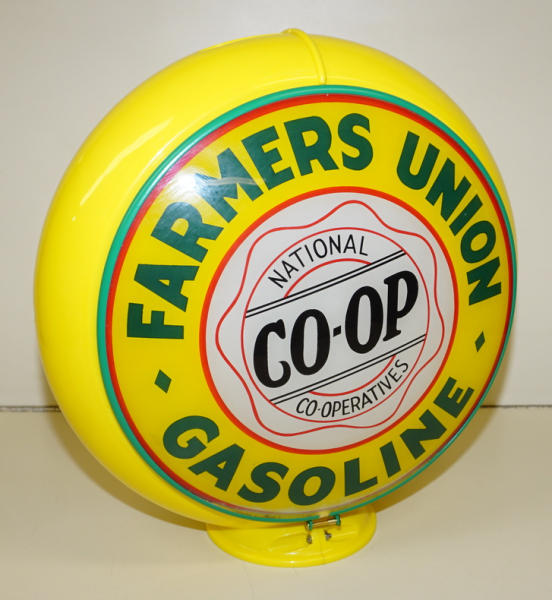 FARMERS UNION
NATIONAL
CO-OP
CO-OPERATIVES
GASOLINE